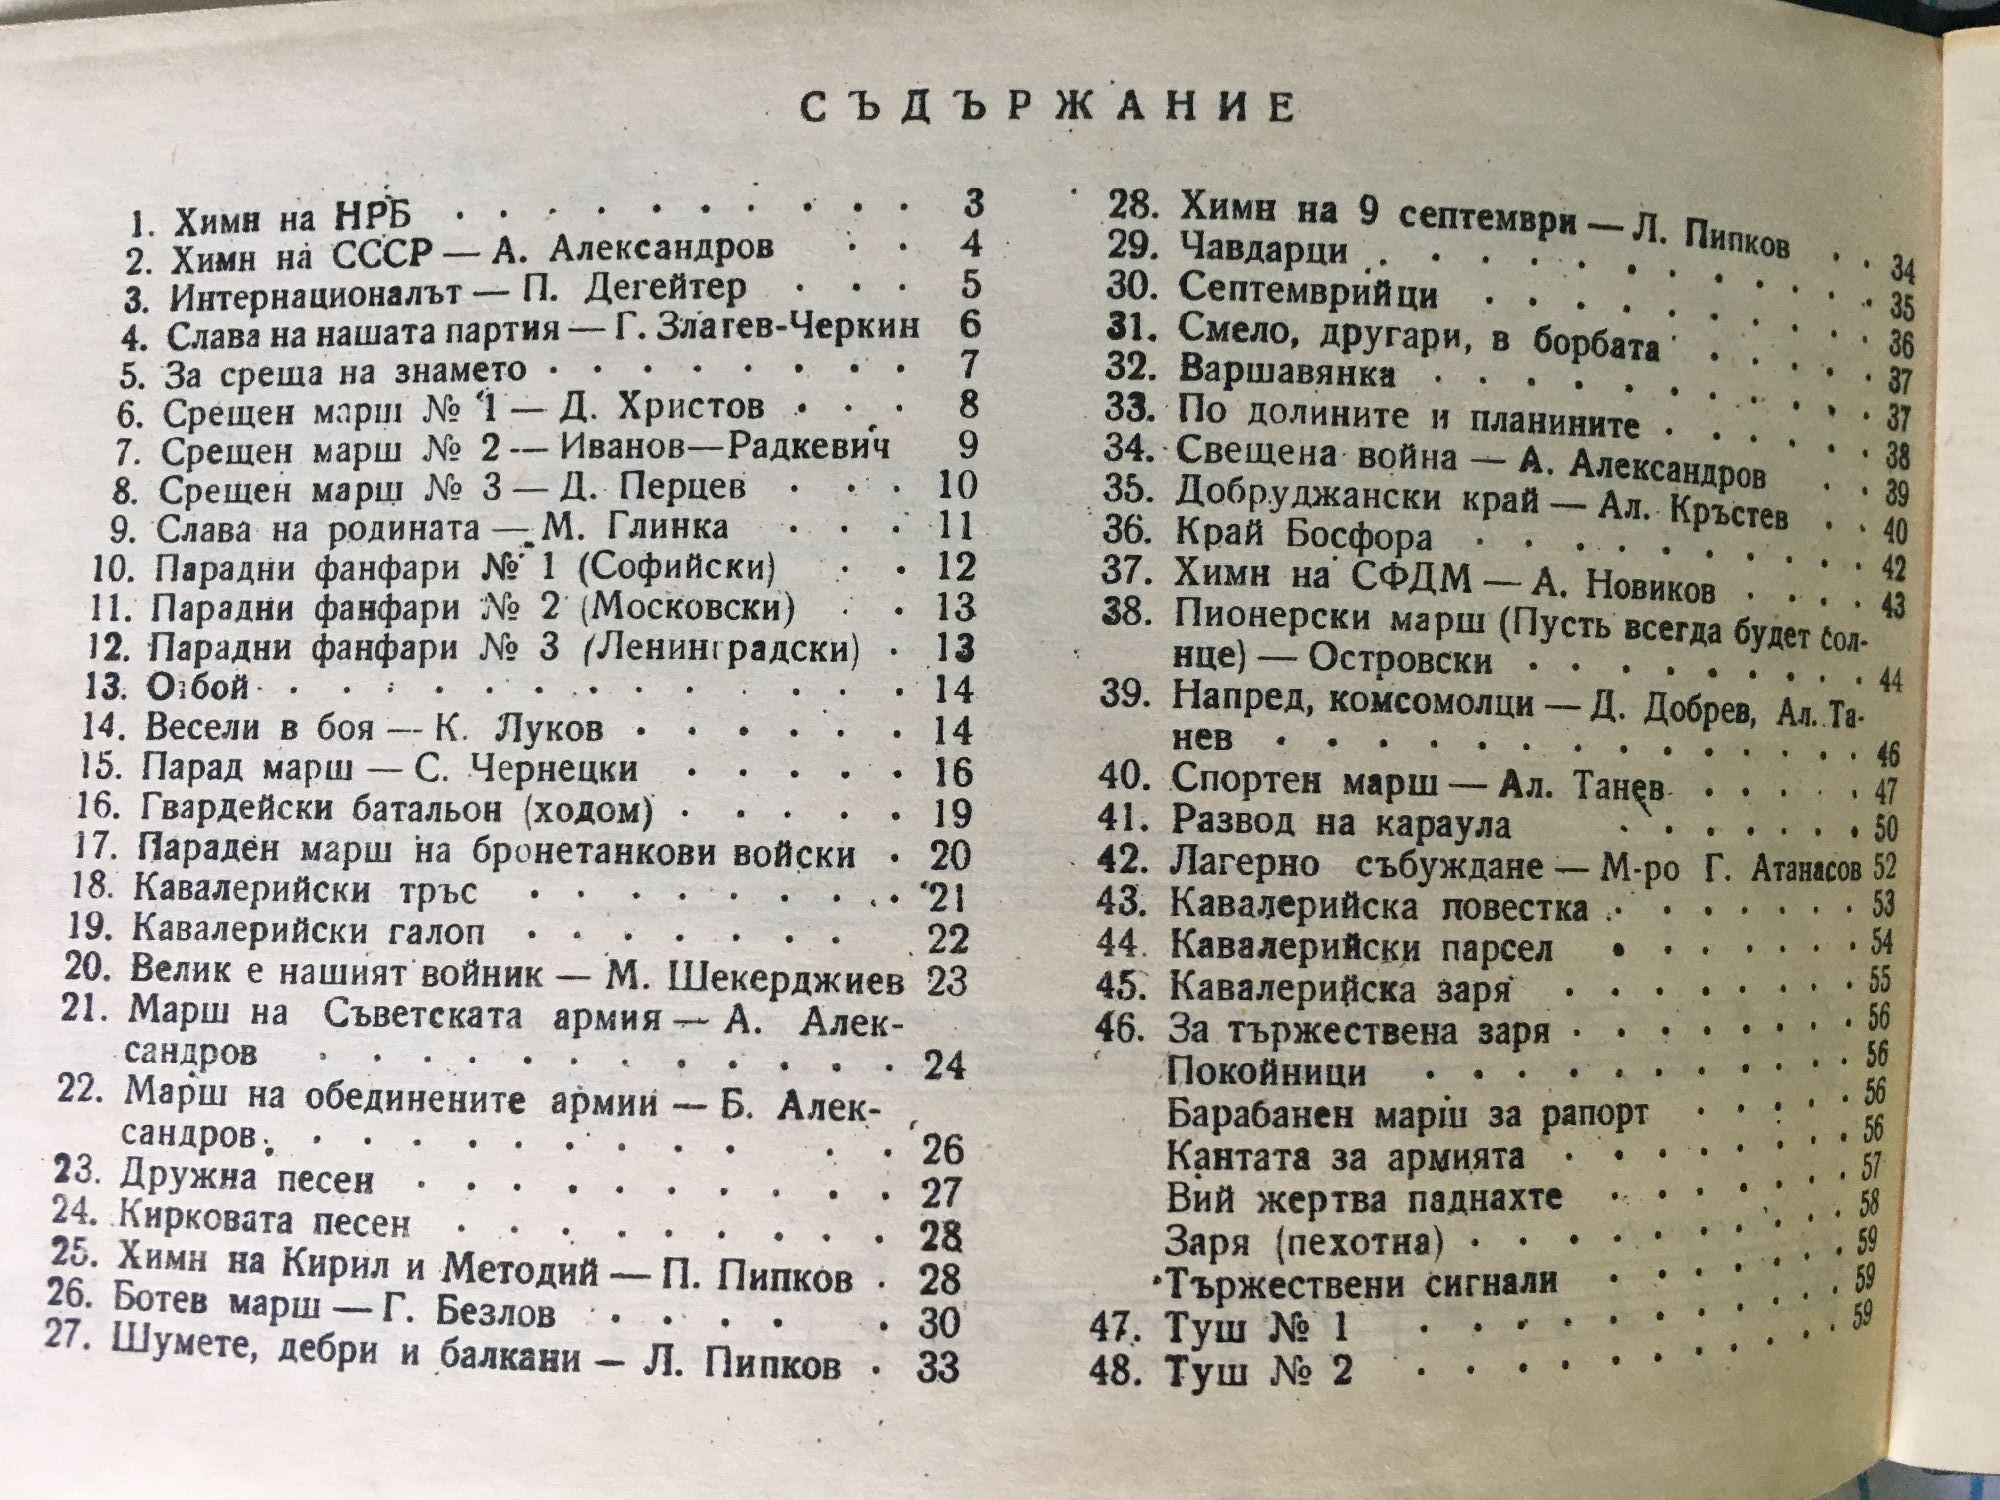 СЪДЪРЖАНИЕ
1. Химн на НРБ . . . . . . . . . . 3
2. Химн на СССР — А. Александров . . 4
3. Интернационалът — П. Дегейтер . . . 5
4. Слава на нашата партия — Г. Златев-Черкин 6
5. За среша на знамето . . . . . . . . 7
6. Срещен марш № 1 — Д. Христов . . . 8
7. Срещен марш № 2 — Иванов—Радкевич 9
8. Срещен марш № 3 — Д. Перцев . . . 10
9. Слава на родината — М. Глинка . . . 11
10. Парадни фанфари № 1 (Софийски) . . 12
11. Парадни фанфари № 2 (Московски) . . 13
12. Парадни фанфари № 3 (Ленинградски) . 13
13. Отбой . . . . . . . . . . . . 14
14. Весели в боя — К. Луков . . . . . . 14
15. Парад марш — С. Чернецки . . . . . 16
16. Гвардейски батальон (ходом) . . . . . 19
17. Параден марш на бронетанкови войски . 20
18. Кавалерийски тръс . . . . . . . . 21
19. Кавалерийски галоп . . . . . . . 22
20. Велик е нашият войник — М. Шекерджиев 23
21. Марш на Съветската армия — А. Алек-
сандров . . . . . . . . . . . 24
22. Марш на обединените армии — Б. Алек-
сандров . . . . . . . . . . . 26
23. Дружна песен . . . . . . . . . . 27
24. Кирковата песен . . . . . . . . . 28
25. Химн на Кирил и Методий — П. Пипков . 28
26. Ботев марш — Г. Безлов . . . . . . 30
27. Шумете, дебри и балкани — Л. Пипков . 33
28. Химн на 9 септември — Л. Пипков . . 34
29. Чавдарци . . . . . . . . . . . 35
30. Септемврийци . . . . . . . . . 36
31. Смело, другари, в борбата . . . . . 37
32. Варшавянка . . . . . . . . . . 37
33. По долините и планините . . . . . 38
34. Свещена война — А. Александров . . 39
35. Добруджански край — Ал. Кръстев . . 40
36. Край Босфора . . . . . . . . . 42
37. Химн на СФДМ — А. Новиков . . . . 43
38. Пионерски марш (Пусть всегда будет сол-
нце) — Островски . . . . . . . . 44
39. Напред, комсомолци — Д. Добрев, Ал. Та-
нев . . . . . . . . . . . . . 46
40. Спортен марш — Ал. Танев . . . . . 47
41. Развод на караула . . . . . . . 50
42. Лагерно събуждане — М-ро Г. Атанасов 52
43. Кавалерийска повестка . . . . . . . 53
44. Кавалерийски парсел . . . . . . . 54
45. Кавалерийска заря . . . . . . . . 55
46. За тържествена заря . . . . . . . 56
Покойници . . . . . . . . . . . 56
Барабанен марш за рапорт . . . . . 56
Кантата за армията . . . . . . . . 56
Вий жертва паднахте . . . . . . . 57
Заря (пехотна) . . . . . . . . . 58
Тържествени сигнали . . . . . . . 59
47. Туш № 1 . . . . . . . . . . . 59
48. Туш № 2 . . . . . . . . . . . 59